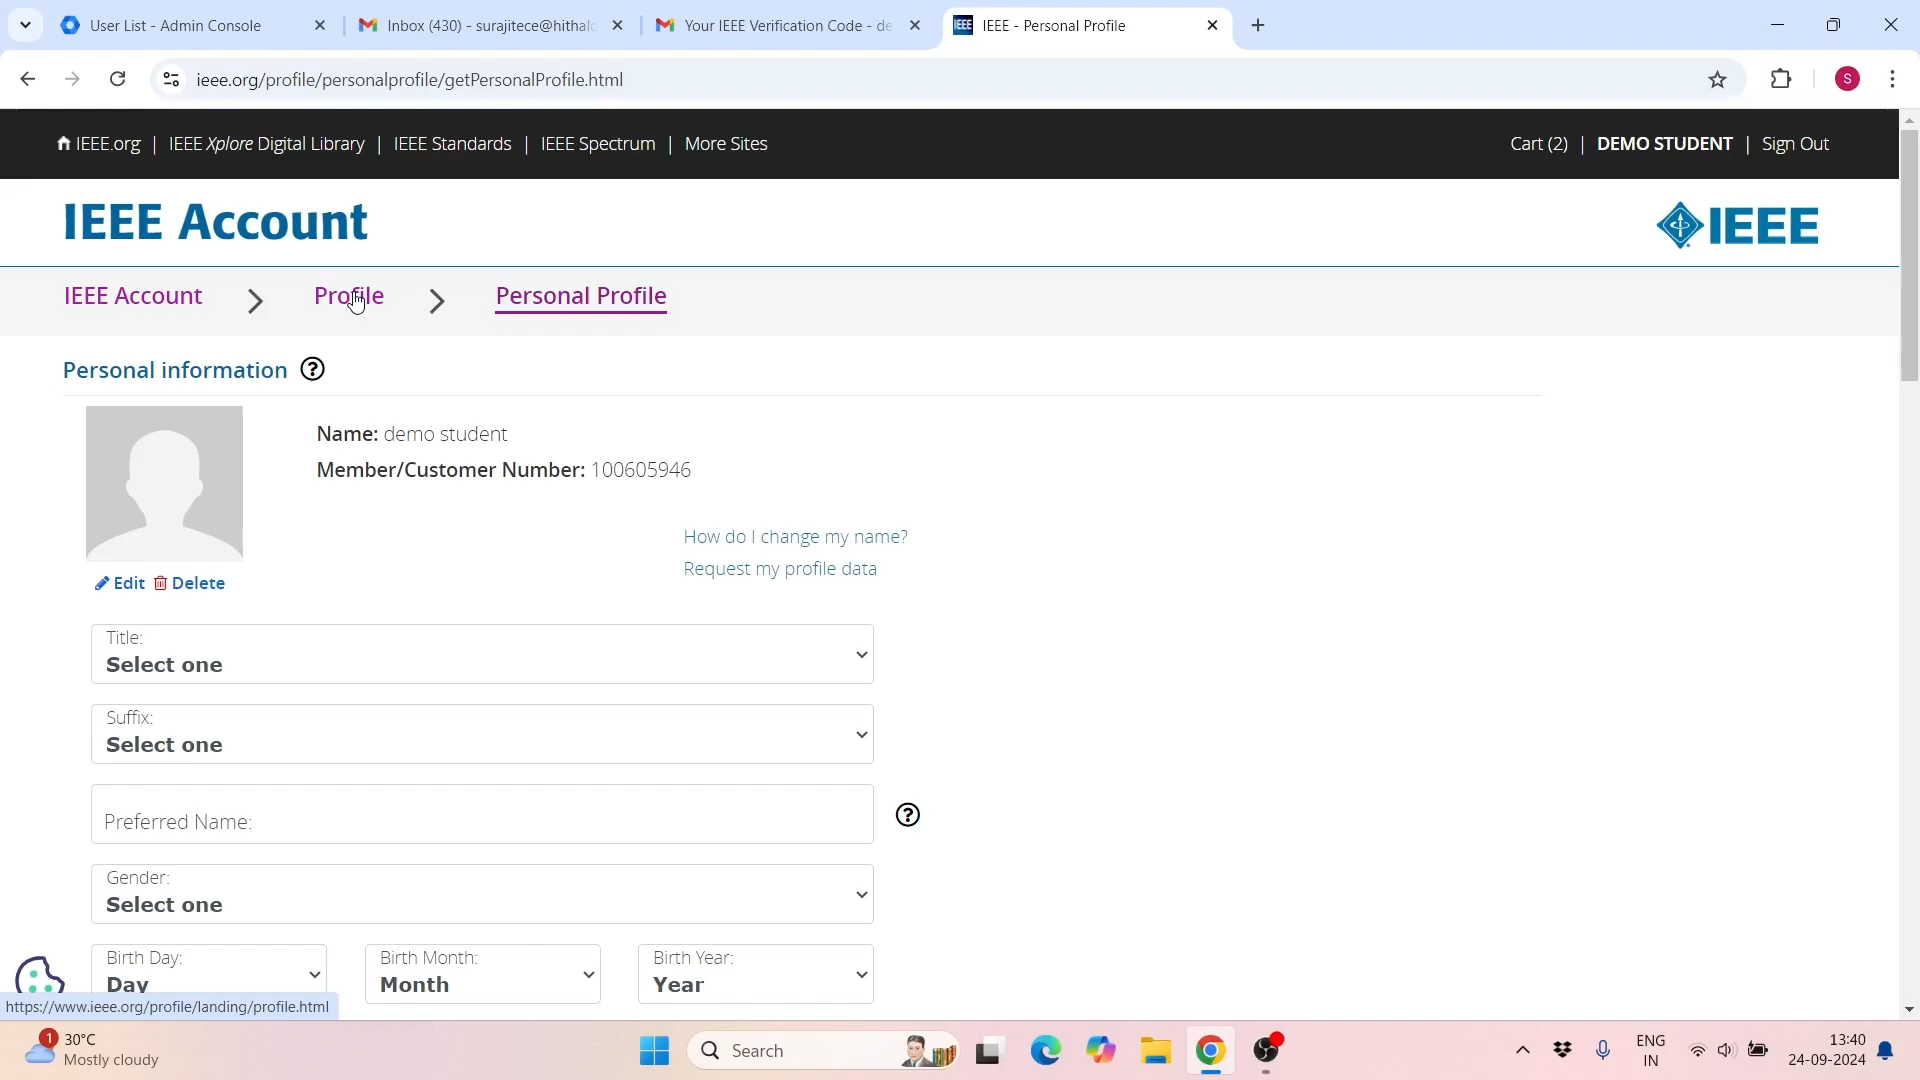 User List - Admin Console
Inbox (430) - surajitece@hithalc
Your IEEE Verification Code - de
IEEE - Personal Profile
ieee.org/profile/personalprofile/getPersonalProfile.html
S
IEEE.org | IEEE Xplore Digital Library | IEEE Standards | IEEE Spectrum | More Sites
Cart (2) | DEMO STUDENT | Sign Out
IEEE Account
IEEE
IEEE Account
Profile
Personal Profile
Personal information
Name: demo student
Member/Customer Number: 100605946
How do I change my name?
Request my profile data
Edit
Delete
Title:
Select one
Suffix:
Select one
Preferred Name:
Gender:
Select one
Birth Day:
Day
Birth Month:
Month
Birth Year:
Year
https://www.ieee.org/profile/landing/profile.html
1
30°C
Mostly cloudy
Search
ENG
IN
13:40
24-09-2024